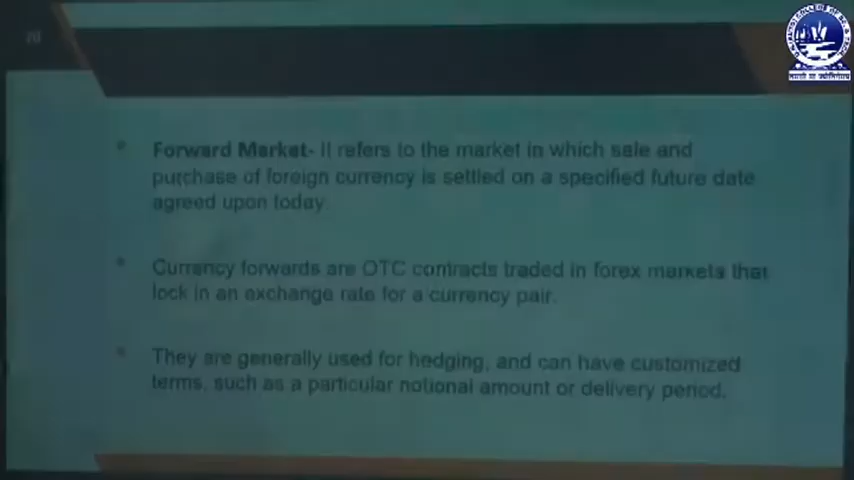 Forward Market- It refers to the market in which sale and
purchase of foreign currency is settled on a specified future date
agreed upon today
Currency forwards are OTC contracts traded in forex markets that
lock in an exchange rate for a currency pair.
They are generally used for hedging, and can have customized
terms, such as a particular notional amount or delivery period.